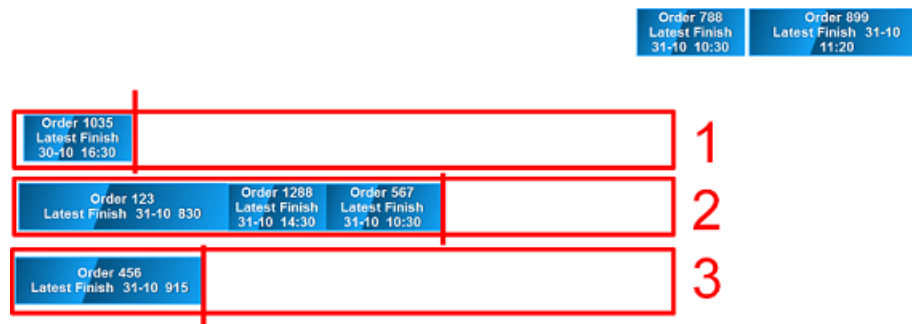 Order 788
Latest Finish
31-10 10:30
Order 899
Latest Finish 31-10
11:20
Order 1035
Latest Finish
30-10 16:30
1
Order 123
Latest Finish 31-10 830
Order 1288
Latest Finish
31-10 14:30
Order 567
Latest Finish
31-10 10:30
2
Order 456
Latest Finish 31-10 915
3